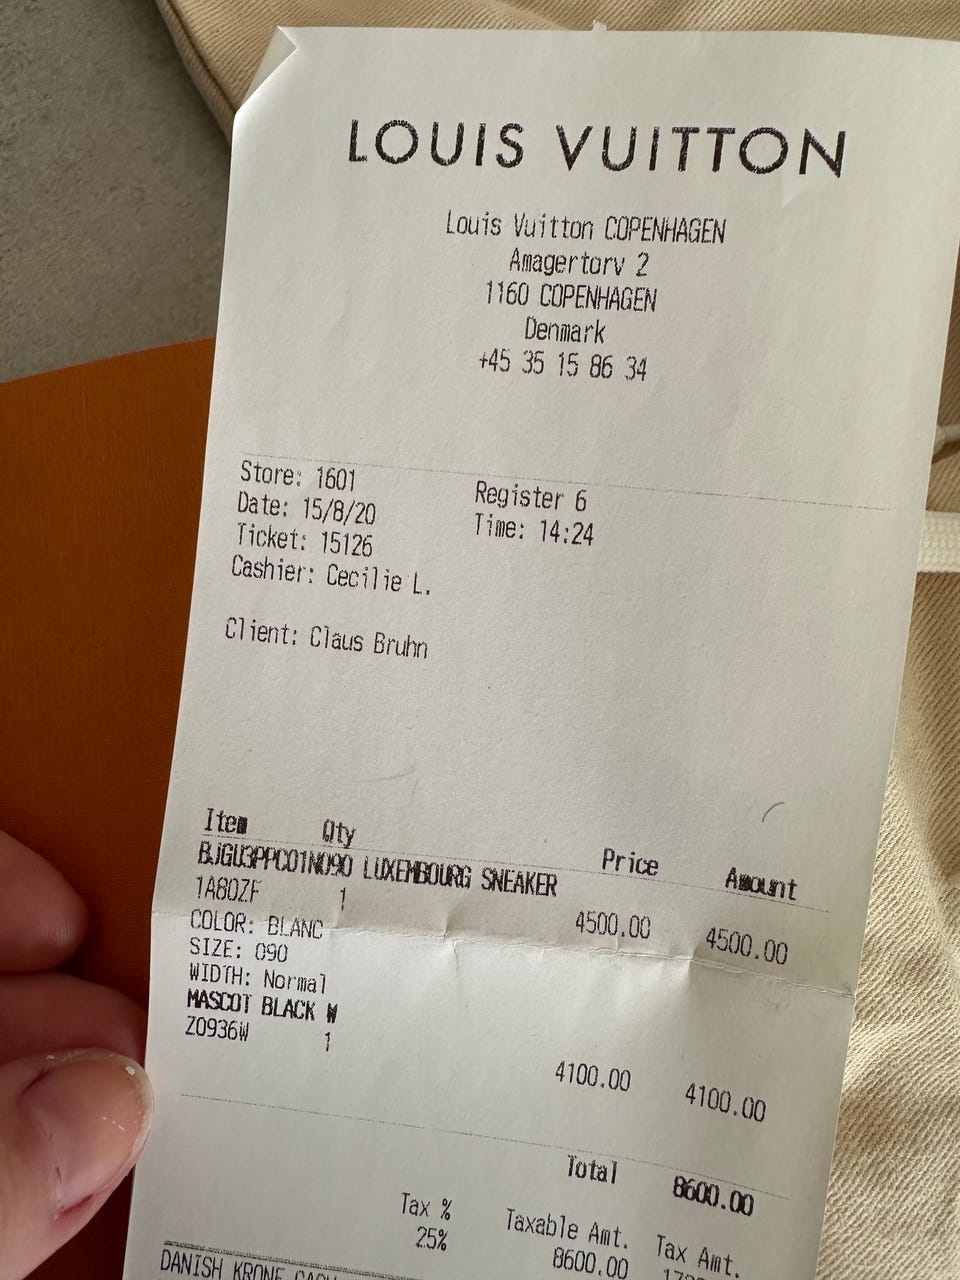 LOUIS VUITTON
Louis Vuitton COPENHAGEN
Amagertorv 2
1160 COPENHAGEN
Denmark
+45 35 15 86 34
Store: 1601 Register 6
Date: 15/8/20 Time: 14:24
Ticket: 15126
Cashier: Cecilie L.
Client: Claus Bruhn
Item Qty Price Amount
BJGU3PPCO1N090 LUXEMBOURG SNEAKER
1A80ZF 1 4500.00 4500.00
COLOR: BLANC
SIZE: 090
WIDTH: Normal
MASCOT BLACK W
Z0936W 1 4100.00 4100.00
Total 8600.00
Tax % Taxable Amt. Tax Amt.
25% 8600.00
DANISH KRONE CASH